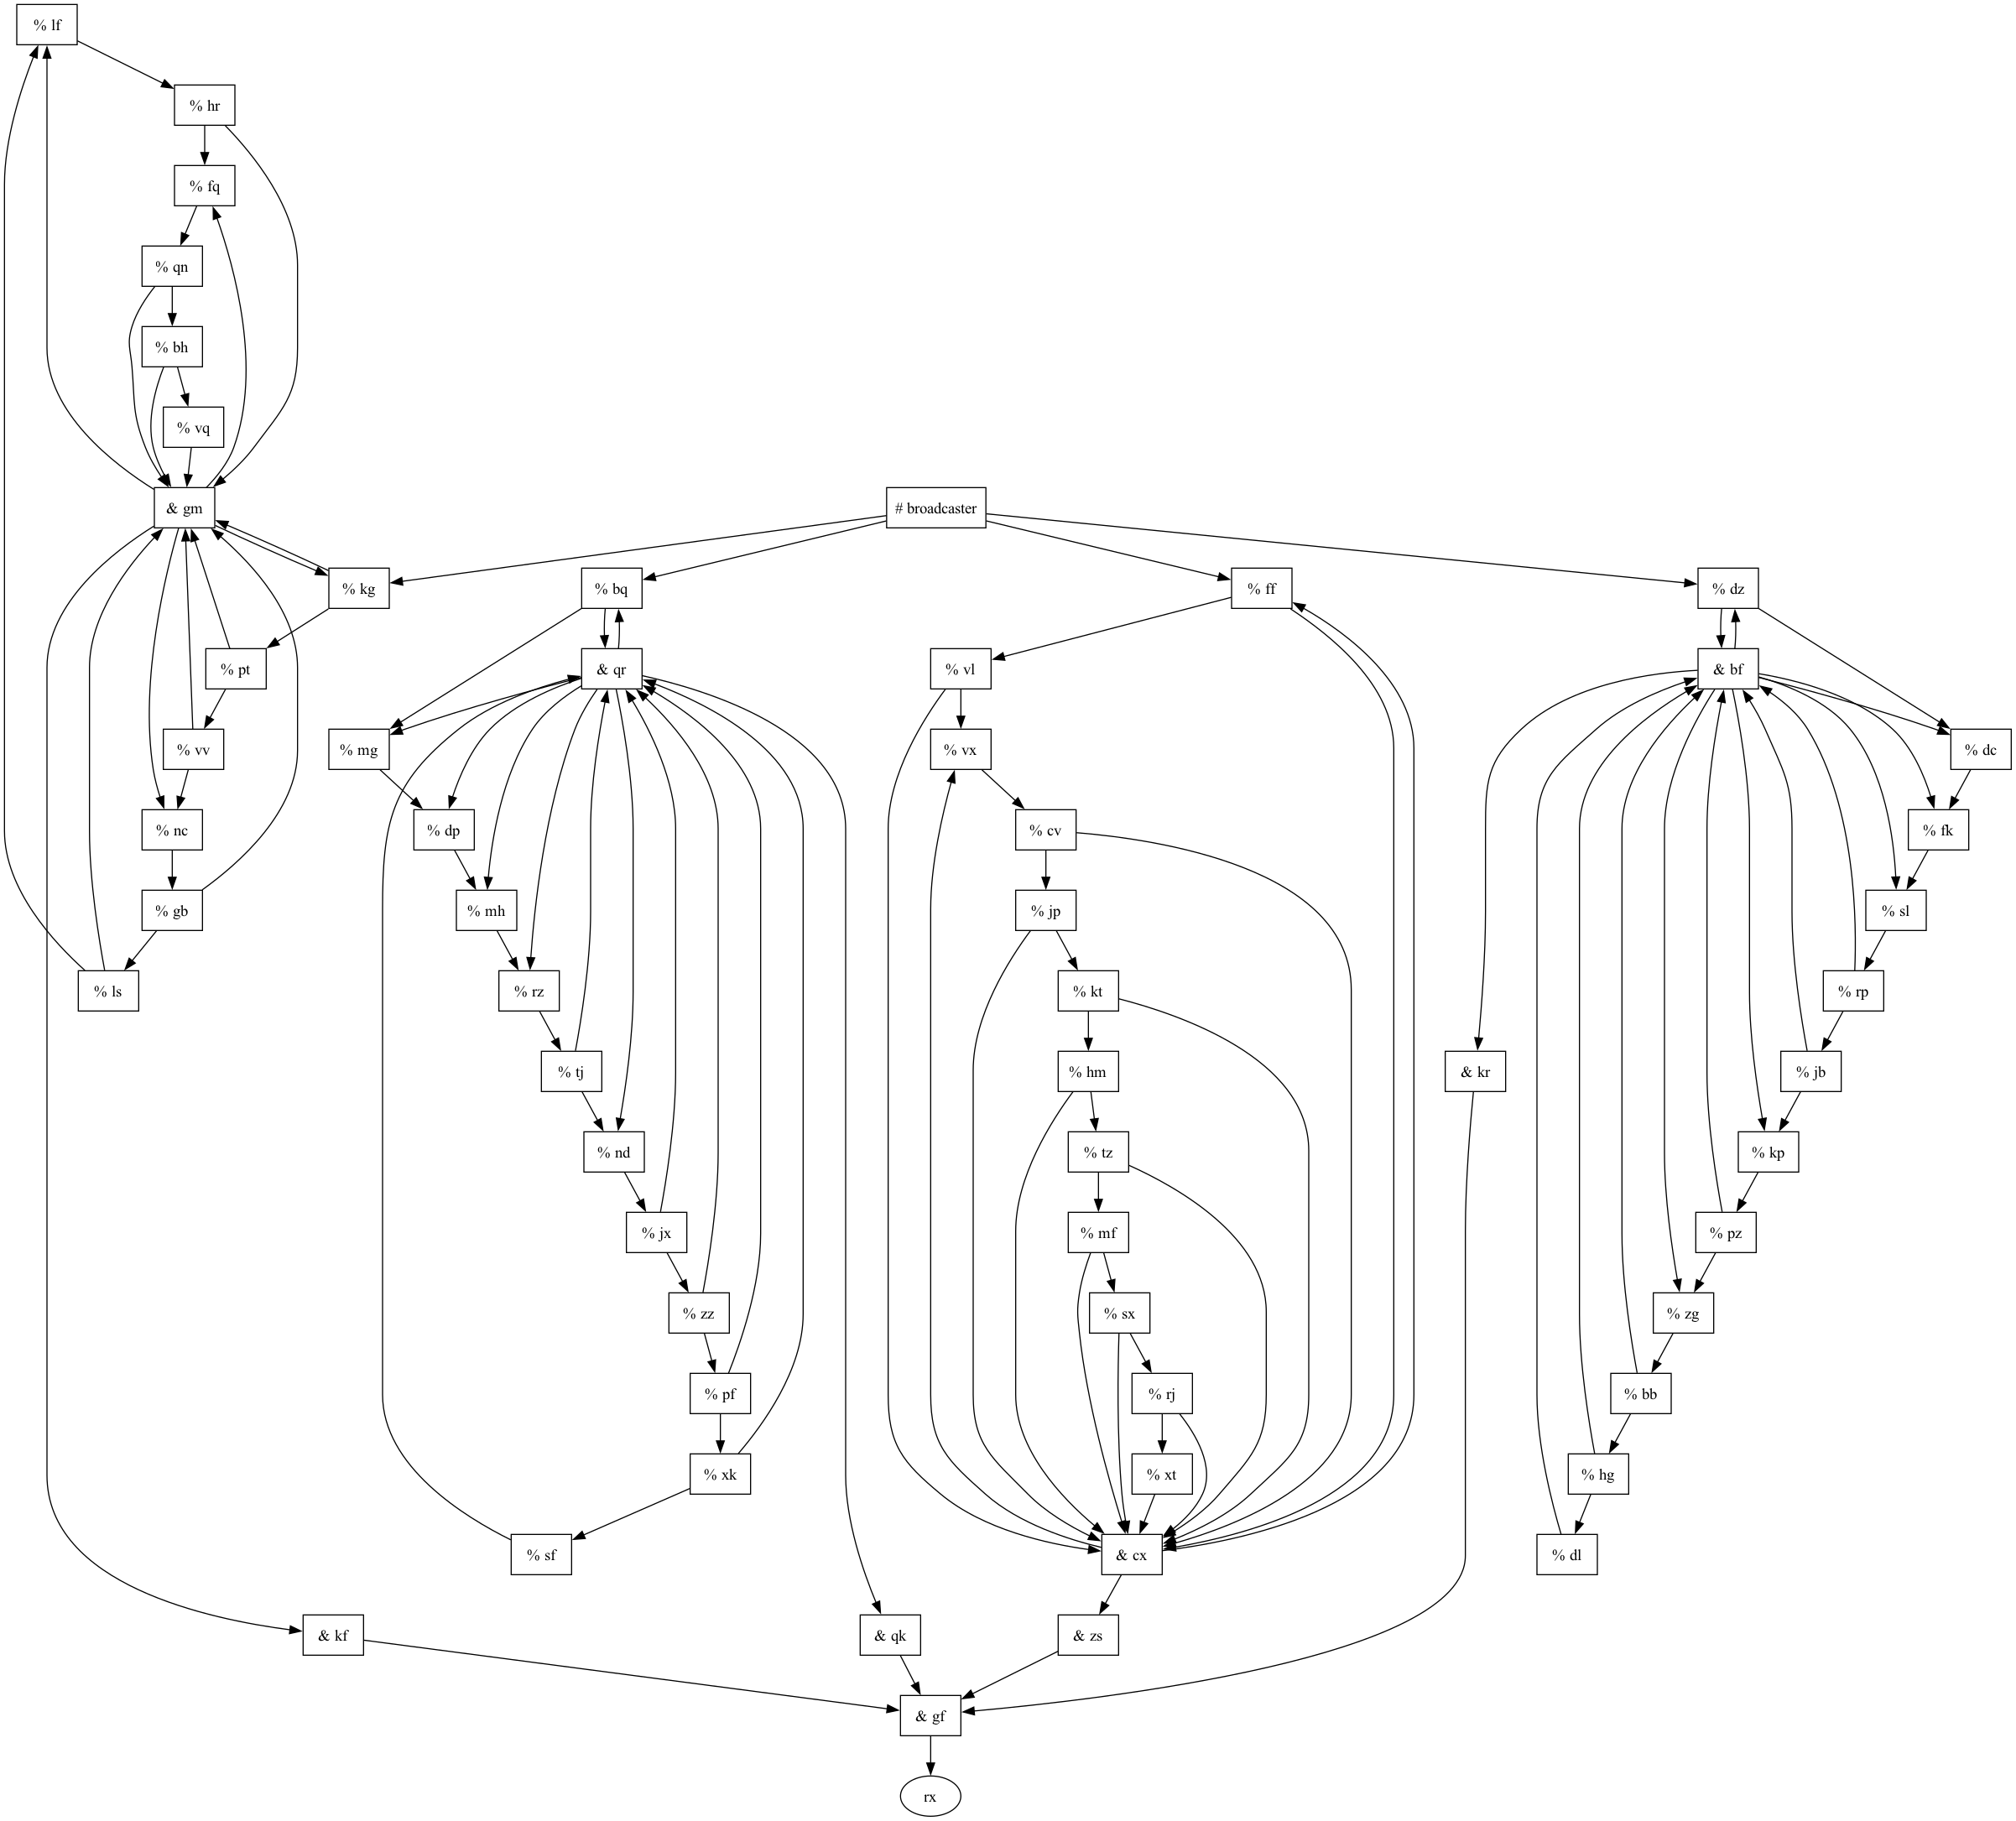 % lf
% hr
% fq
% qn
% bh
% vq
& gm
# broadcaster
% kg
% bq
% ff
% dz
% pt
& qr
% vl
& bf
% vv
% mg
% vx
% dc
% nc
% dp
% cv
% fk
% gb
% mh
% jp
% sl
% ls
% rz
% kt
% rp
% tj
% hm
& kr
% jb
% nd
% tz
% kp
% jx
% mf
% pz
% zz
% sx
% zg
% pf
% rj
% bb
% xk
% xt
% hg
% sf
& cx
% dl
& kf
& qk
& zs
& gf
rx